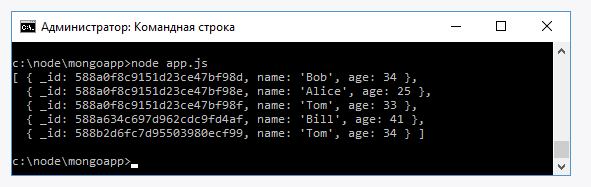 Администратор: Командная строка
c:\node\mongoapp>node app.js
[ { _id: 588a0f8c9151d23ce47bf98d, name: 'Bob', age: 34 },
  { _id: 588a0f8c9151d23ce47bf98e, name: 'Alice', age: 25 },
  { _id: 588a0f8c9151d23ce47bf98f, name: 'Tom', age: 33 },
  { _id: 588a634c697d962cdc9fd4af, name: 'Bill', age: 41 },
  { _id: 588b2d6fc7d95503980ecf99, name: 'Tom', age: 34 } ]
c:\node\mongoapp>